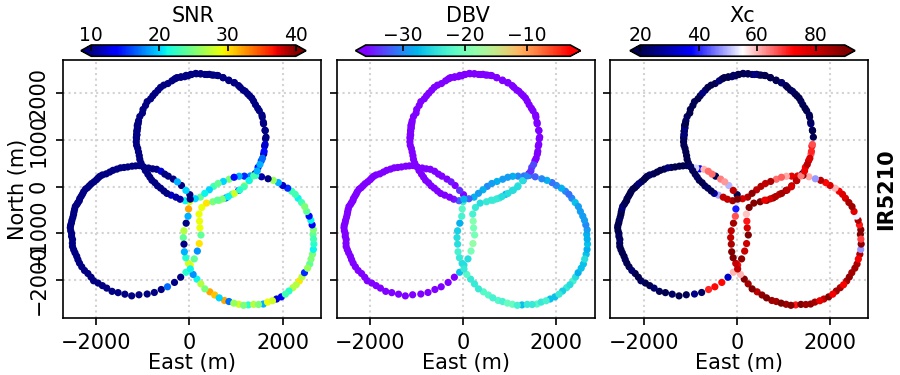 SNR DBV Xc
10 20 30 40 −30 −20 −10 20 40 60 80
North (m)
2000
1000
0
−1000
−2000
IR5210
−2000 0 2000 −2000 0 2000 −2000 0 2000
East (m) East (m) East (m)